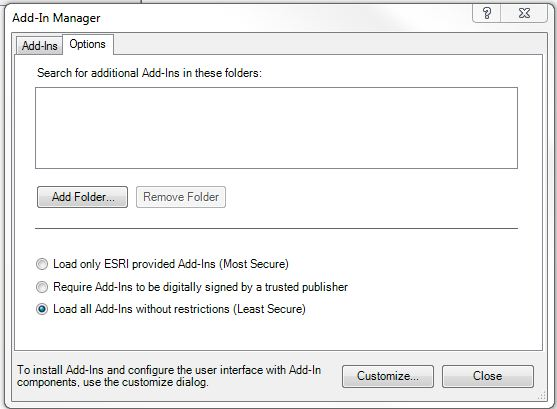 Add-In Manager
?
Add-Ins Options
Search for additional Add-Ins in these folders:
Add Folder... Remove Folder
Load only ESRI provided Add-Ins (Most Secure)
Require Add-Ins to be digitally signed by a trusted publisher
Load all Add-Ins without restrictions (Least Secure)
To install Add-Ins and configure the user interface with Add-In
components, use the customize dialog.
Customize... Close